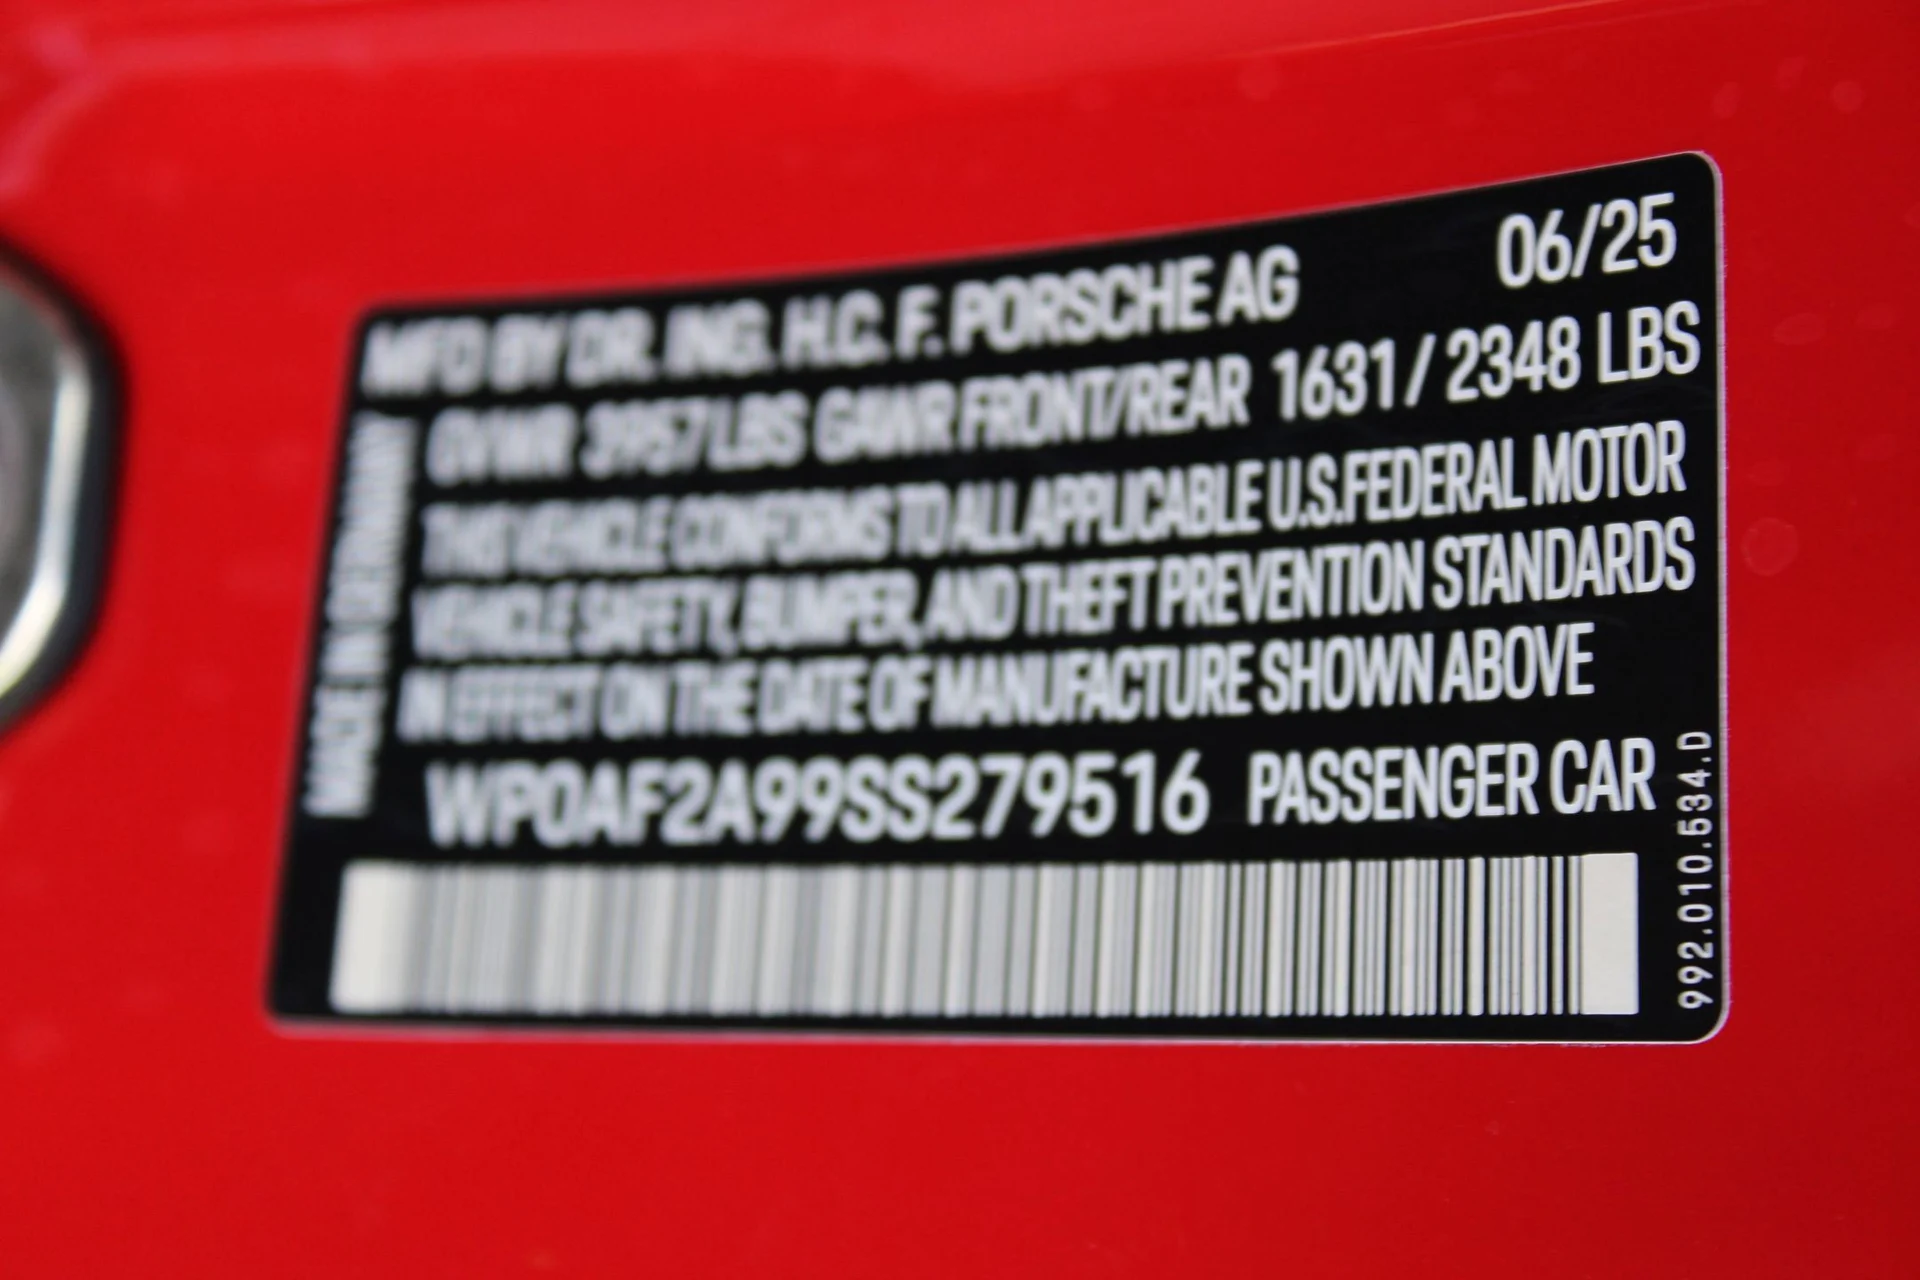 MFD BY DR. ING. H.C. F. PORSCHE AG 06/25
GVWR 3957 LBS GAWR FRONT/REAR 1631 / 2348 LBS
THIS VEHICLE CONFORMS TO ALL APPLICABLE U.S.FEDERAL MOTOR
VEHICLE SAFETY, BUMPER, AND THEFT PREVENTION STANDARDS
IN EFFECT ON THE DATE OF MANUFACTURE SHOWN ABOVE
WP0AF2A99SS279516 PASSENGER CAR
MADE IN GERMANY
992.010.534.D